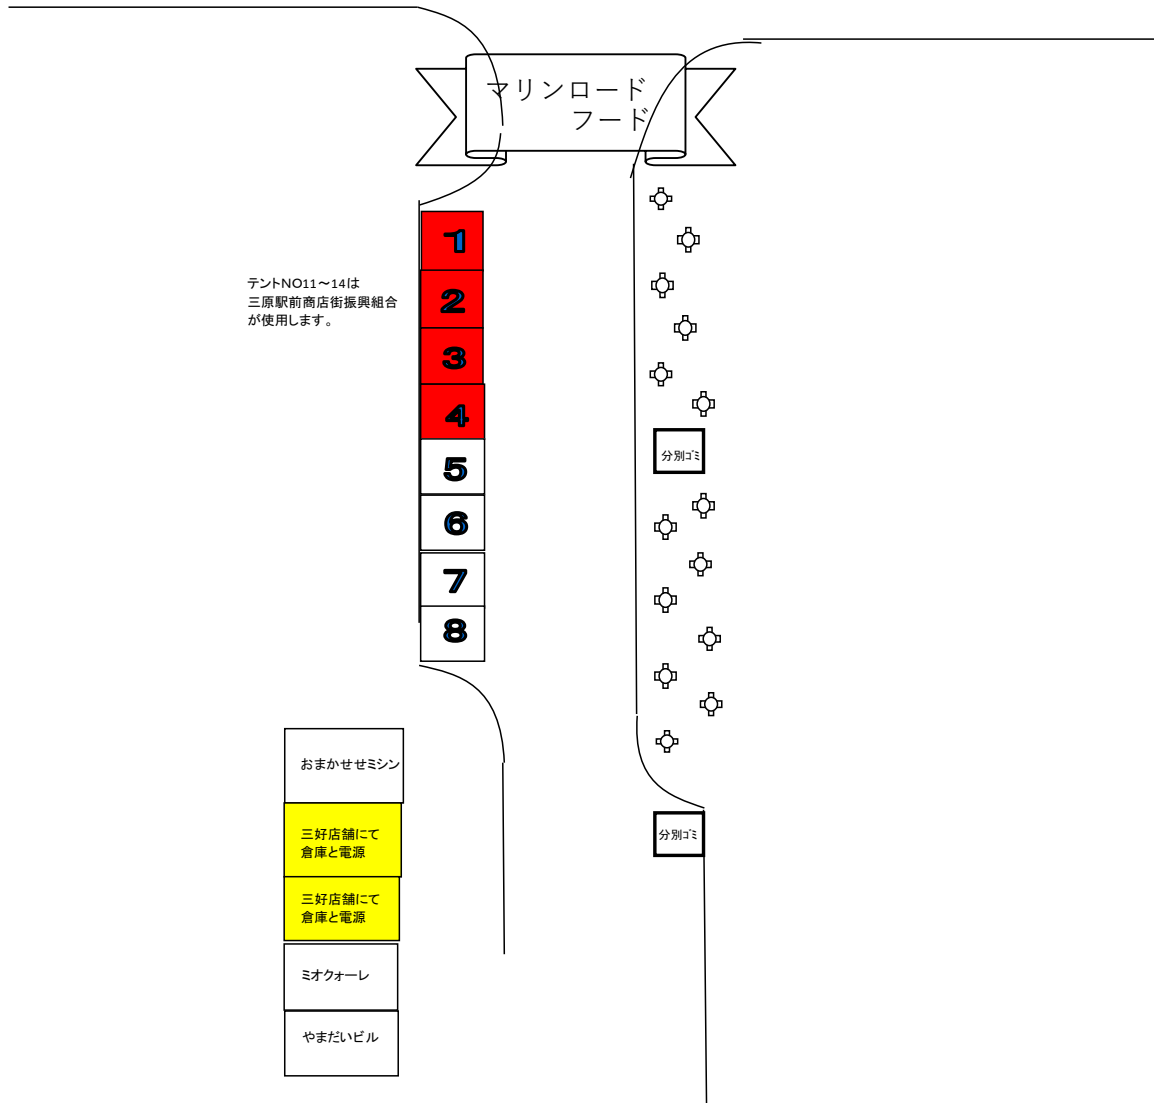 マリンロード
フード
テントNO11～14は
三原駅前商店街振興組合
が使用します。
1
2
3
4
5
6
7
8
分別ゴミ
おまかせせミシン
三好店舗にて
倉庫と電源
三好店舗にて
倉庫と電源
ミオクォーレ
やまだいビル
分別ゴミ